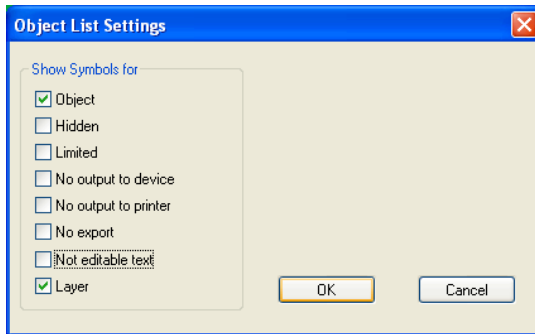 Object List Settings
Show Symbols for
Object
Hidden
Limited
No output to device
No output to printer
No export
Not editable text
Layer
OK
Cancel